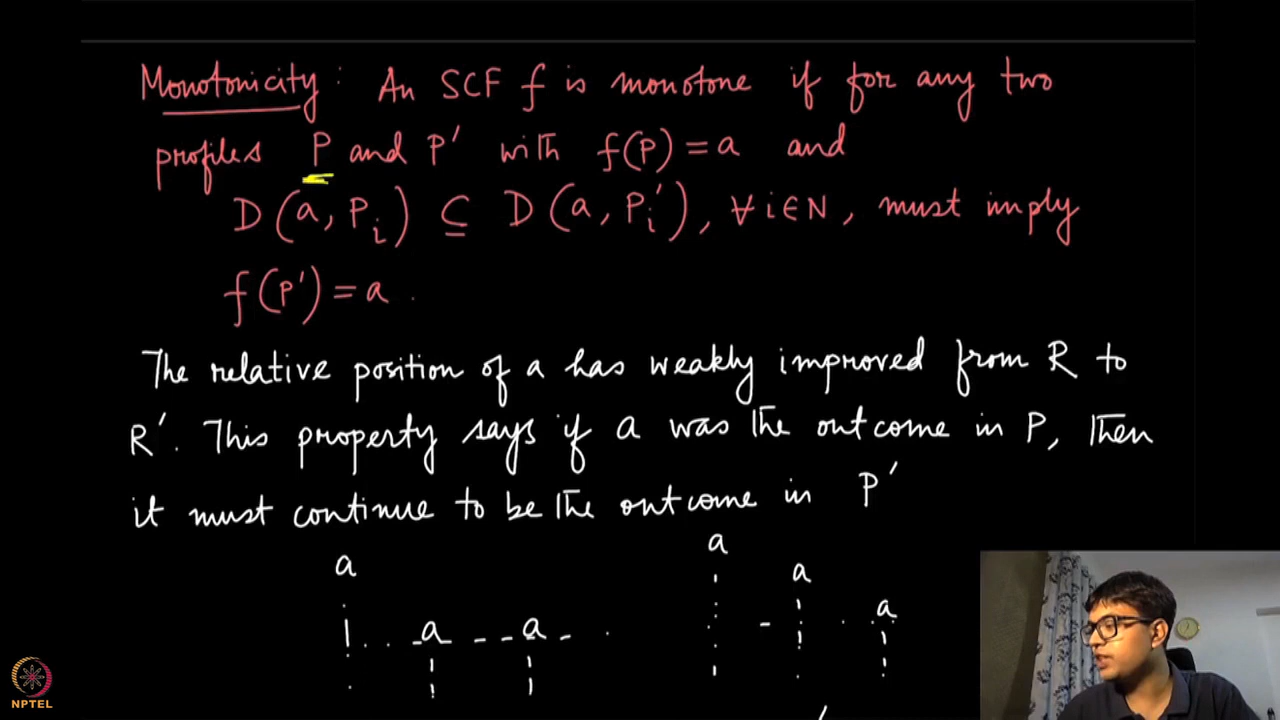 Monotonicity : An SCF f is monotone if for any two
profiles P and P' with f(P) = a and
D(a, Pᵢ) ⊆ D(a, Pᵢ'), ∀ i ∈ N, must imply
f(P') = a .
The relative position of a has weakly improved from R to
R'. This property says if a was the outcome in P, then
it must continue to be the outcome in P'
a a
a
a a a
NPTEL